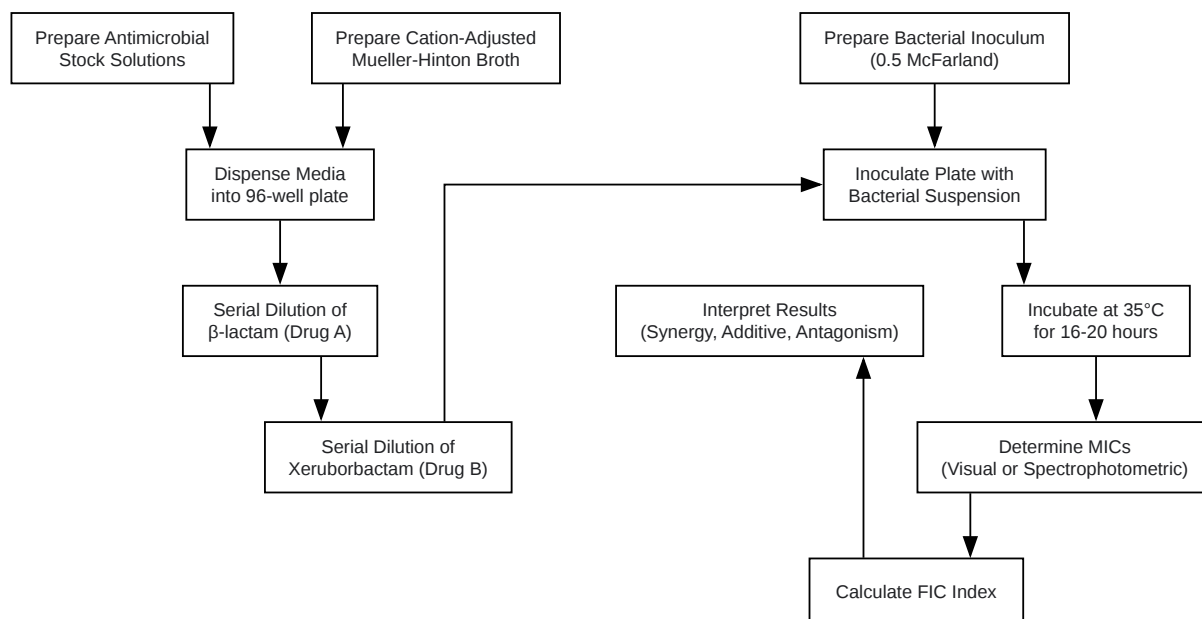 Prepare Antimicrobial
Stock Solutions
Prepare Cation-Adjusted
Mueller-Hinton Broth
Prepare Bacterial Inoculum
(0.5 McFarland)
Dispense Media
into 96-well plate
Inoculate Plate with
Bacterial Suspension
Serial Dilution of
β-lactam (Drug A)
Interpret Results
(Synergy, Additive, Antagonism)
Incubate at 35°C
for 16-20 hours
Serial Dilution of
Xeruborbactam (Drug B)
Determine MICs
(Visual or Spectrophotometric)
Calculate FIC Index